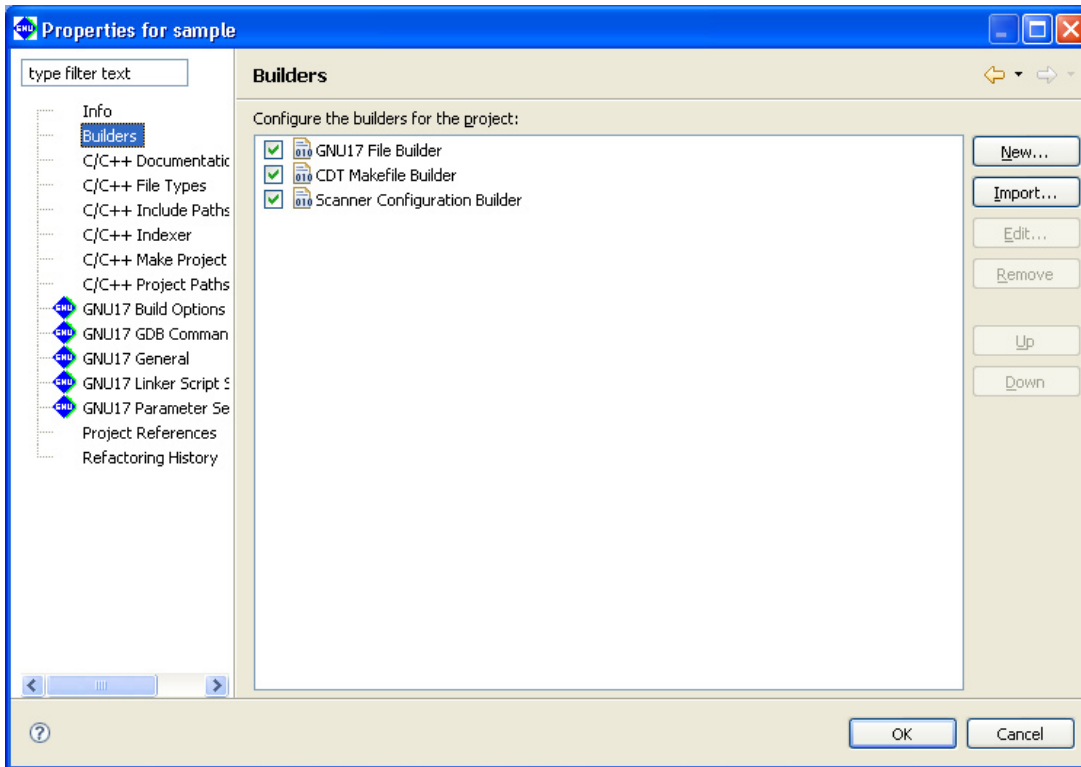 Properties for sample
type filter text
Builders
Info
Builders
C/C++ Documentatic
C/C++ File Types
C/C++ Include Paths
C/C++ Indexer
C/C++ Make Project
C/C++ Project Paths
GNU17 Build Options
GNU17 GDB Comman
GNU17 General
GNU17 Linker Script S
GNU17 Parameter Se
Project References
Refactoring History
Configure the builders for the project:
GNU17 File Builder
CDT Makefile Builder
Scanner Configuration Builder
New...
Import...
Edit...
Remove
Up
Down
OK
Cancel